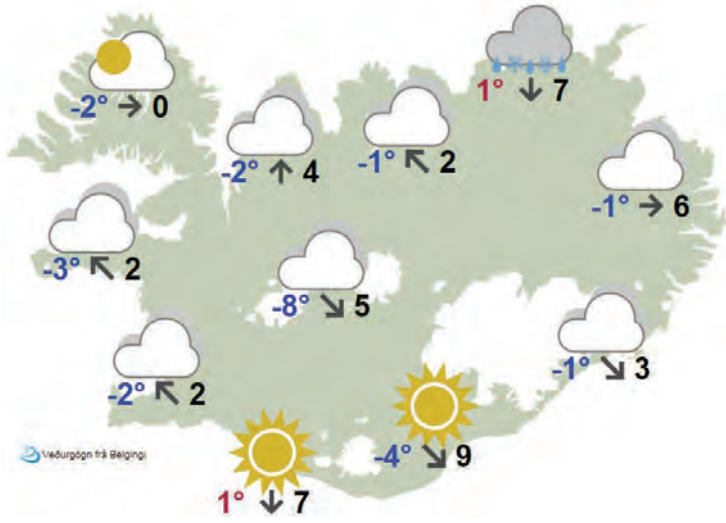 1° ↓ 7
-2° → 0
-2° ↑ 4
-1° ↖ 2
-1° → 6
-3° ↖ 2
-8° ↘ 5
-1° ↘ 3
-2° ↖ 2
-4° ↘ 9
Veðurgögn frá Belgingi
1° ↓ 7